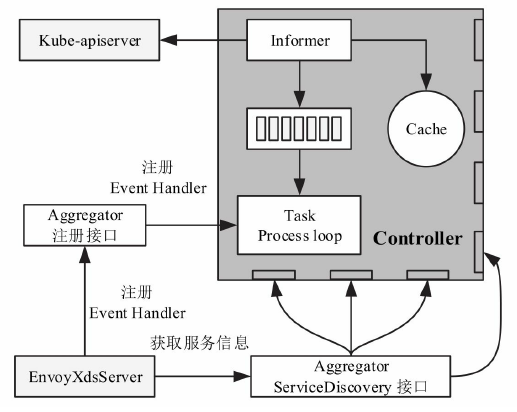 Kube-apiserver
Informer
Cache
注册
Event Handler
Aggregator
注册接口
Task
Process loop
Controller
注册
Event Handler
获取服务信息
EnvoyXdsServer
Aggregator
ServiceDiscovery 接口